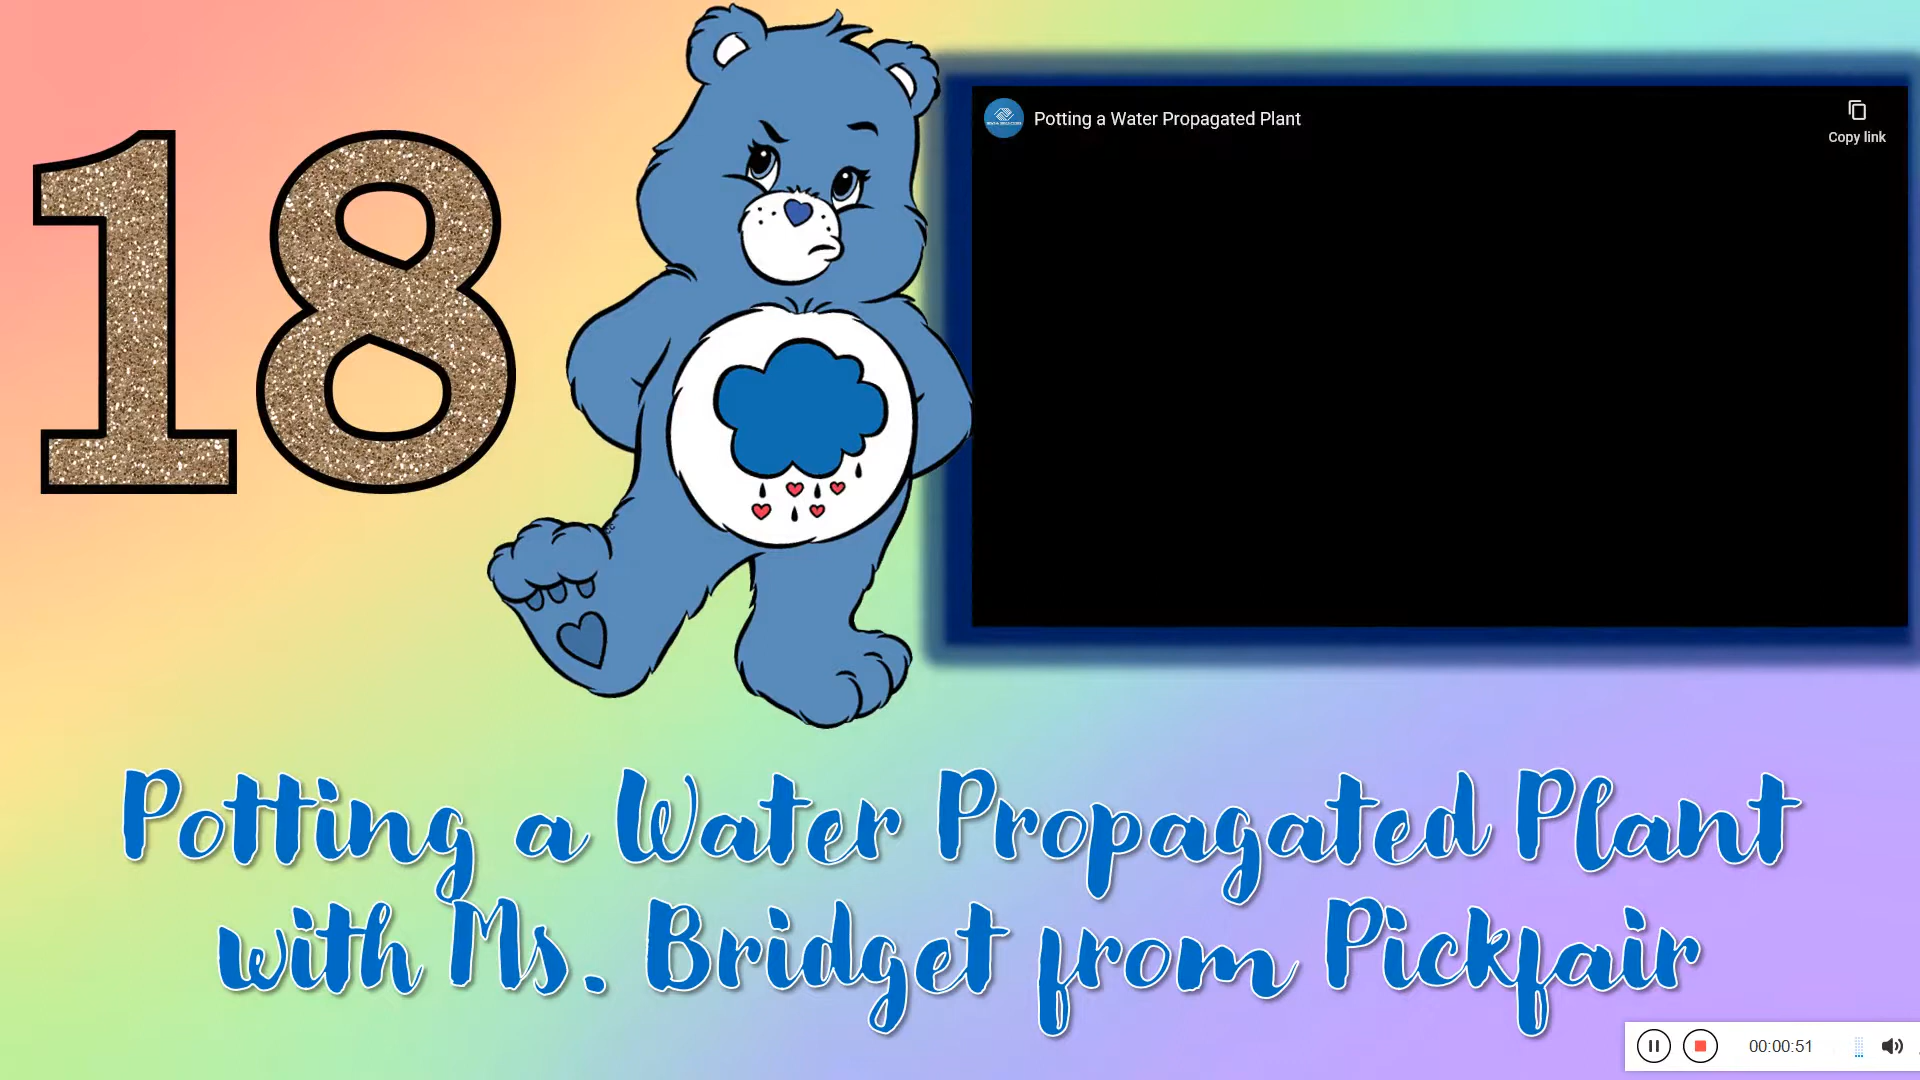 18
Potting a Water Propagated Plant
Copy link
Potting a Water Propagated Plant
with Ms. Bridget from Pickfair
00:00:51